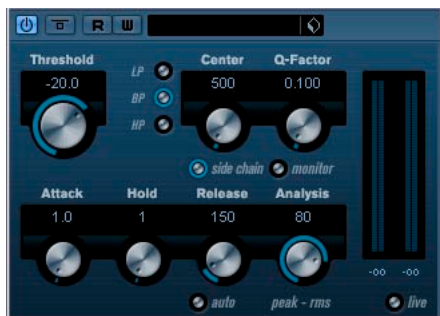 R W
Threshold LP Center Q-Factor
-20.0 BP 500 0.100
HP
side chain monitor
Attack Hold Release Analysis
1.0 1 150 80
-oo -oo
auto peak - rms live